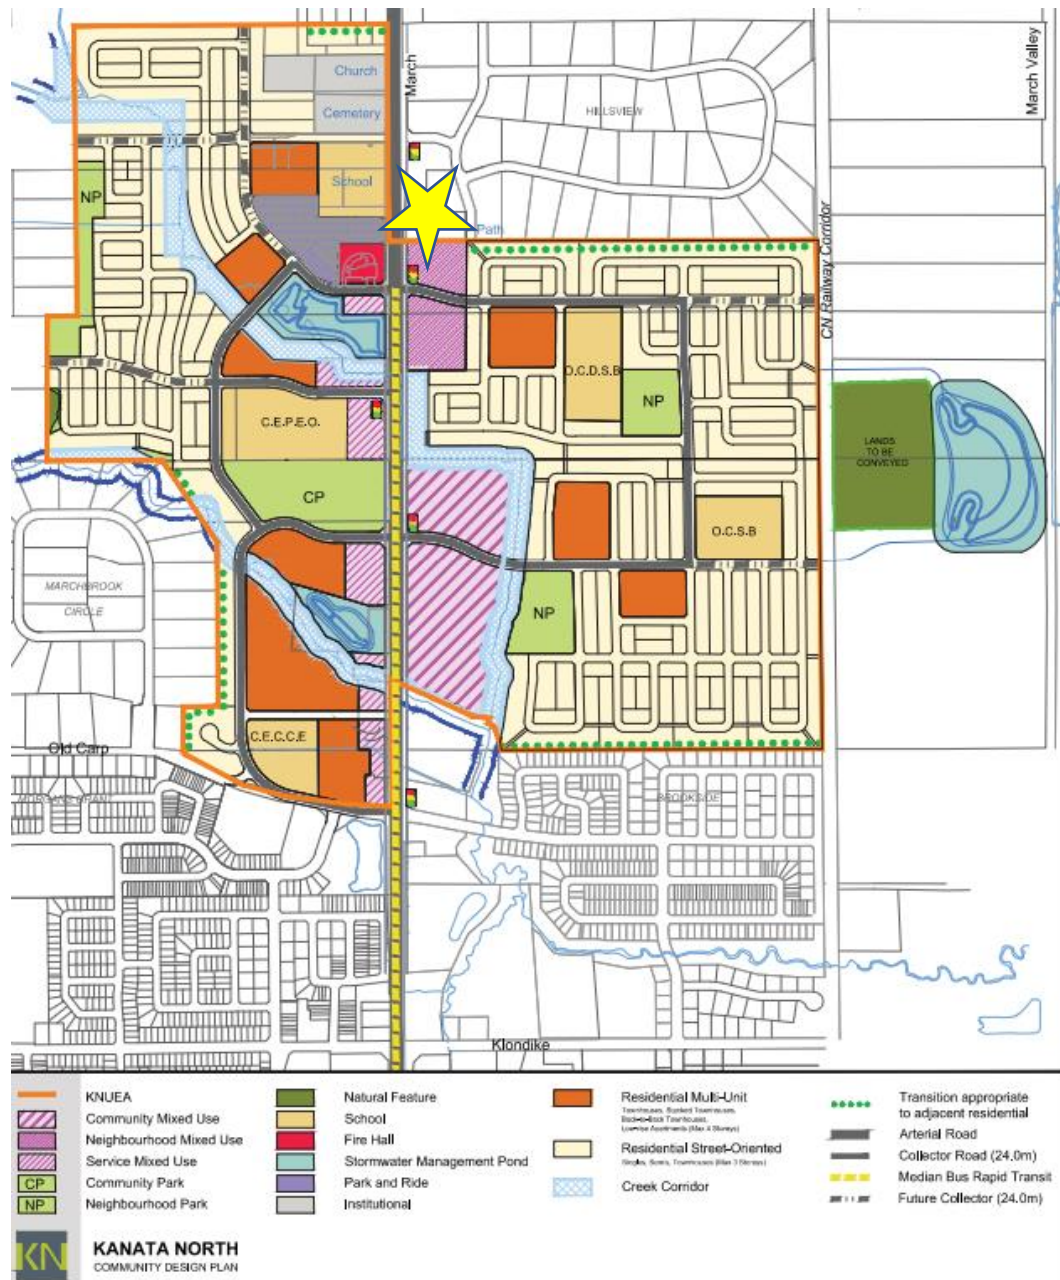 Church
March
March Valley
Cemetery
HILLSVIEW
School
NP
Path
CN Railway Corridor
O.C.D.S.B
NP
C.E.P.E.O.
LANDS
TO BE
CONVEYED
CP
O.C.S.B
MARCHBROOK
CIRCLE
NP
C.E.C.C.E
Old Carp
MORGANS GRANT
BROOKSIDE
Klondike
KNUEA
Community Mixed Use
Neighbourhood Mixed Use
Service Mixed Use
CP Community Park
NP Neighbourhood Park
Natural Feature
School
Fire Hall
Stormwater Management Pond
Park and Ride
Institutional
Residential Multi-Unit
Townhouses, Stacked Townhouses,
Back-to-Back Townhouses,
Low-rise Apartments (Max 4 Storeys)
Residential Street-Oriented
Singles, Semis, Townhouses (Max 3 Storeys)
Creek Corridor
Transition appropriate
to adjacent residential
Arterial Road
Collector Road (24.0m)
Median Bus Rapid Transit
Future Collector (24.0m)
KN
KANATA NORTH
COMMUNITY DESIGN PLAN